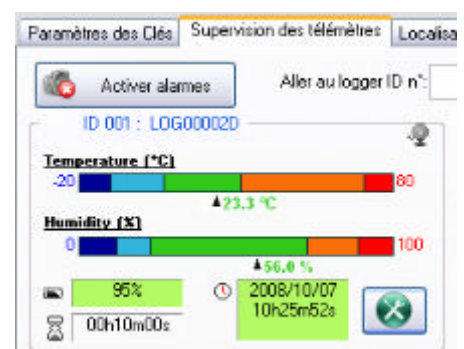 Paramètres des Clés Supervision des télémètres Localisa
Activer alarmes Aller au logger ID n°:
ID 001 : LOG00002D
Temperature (°C)
-20 80
23.3 °C
Humidity (%)
0 100
56.0 %
95% 2008/10/07
10h25m52s
00h10m00s